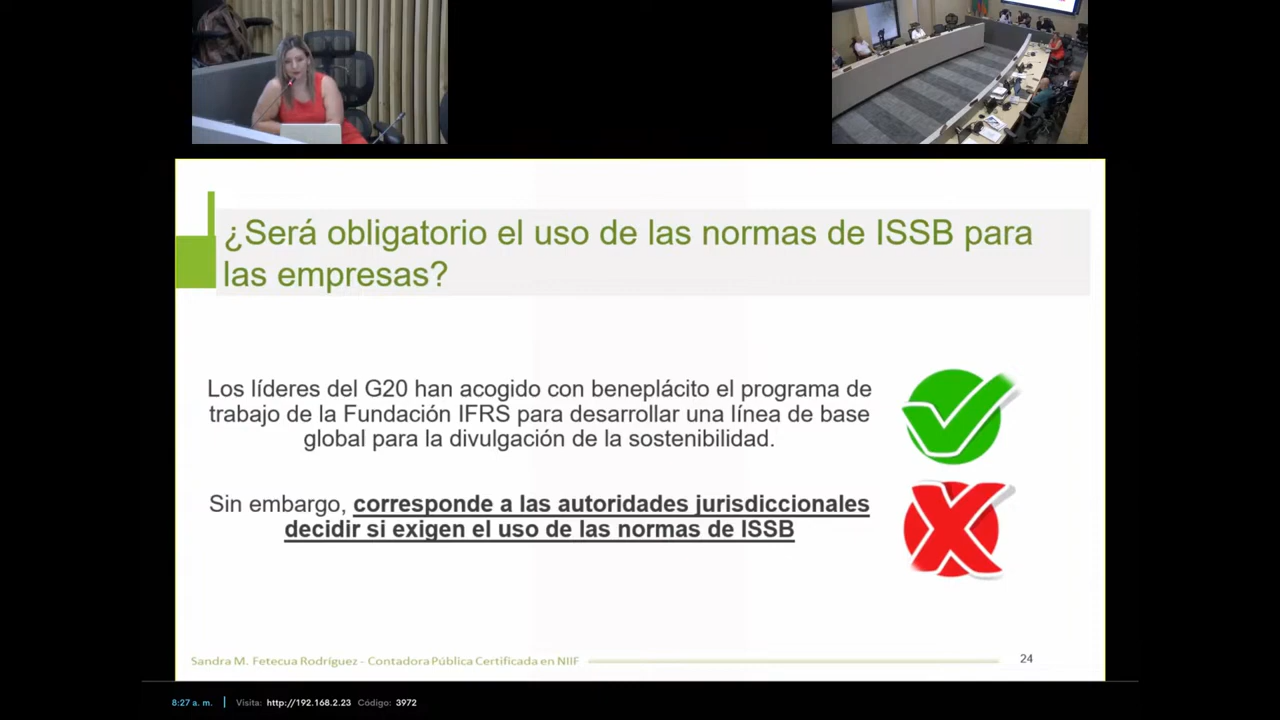 ¿Será obligatorio el uso de las normas de ISSB para
las empresas?
Los líderes del G20 han acogido con beneplácito el programa de
trabajo de la Fundación IFRS para desarrollar una línea de base
global para la divulgación de la sostenibilidad.
Sin embargo, corresponde a las autoridades jurisdiccionales
decidir si exigen el uso de las normas de ISSB
Sandra M. Fetecua Rodríguez - Contadora Pública Certificada en NIIF
24
8:27 a. m. | Visita: http://192.168.2.23 Código: 3972